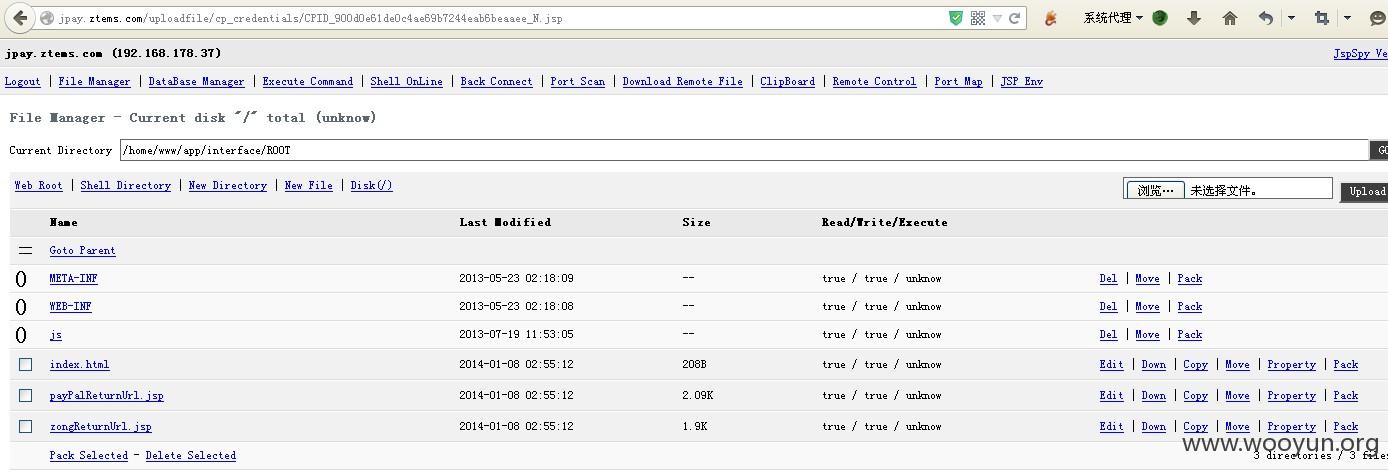 jpay.ztems.com/uploadfile/cp_credentials/CPID_900d0e61de0c4ae69b7244eab6beaaee_N.jsp 系统代理
jpay.ztems.com (192.168.178.37) JspSpy Ve
Logout | File Manager | DataBase Manager | Execute Command | Shell OnLine | Back Connect | Port Scan | Download Remote File | ClipBoard | Remote Control | Port Map | JSP Env
File Manager - Current disk "/" total (unknow)
Current Directory /home/www/app/interface/ROOT GO
Web Root | Shell Directory | New Directory | New File | Disk(/) 浏览… 未选择文件。 Upload
Name Last Modified Size Read/Write/Execute
= Goto Parent
0 META-INF 2013-05-23 02:18:09 -- true / true / unknow Del | Move | Pack
0 WEB-INF 2013-05-23 02:18:08 -- true / true / unknow Del | Move | Pack
0 js 2013-07-19 11:53:05 -- true / true / unknow Del | Move | Pack
index.html 2014-01-08 02:55:12 208B true / true / unknow Edit | Down | Copy | Move | Property | Pack
payPalReturnUrl.jsp 2014-01-08 02:55:12 2.09K true / true / unknow Edit | Down | Copy | Move | Property | Pack
zongReturnUrl.jsp 2014-01-08 02:55:12 1.9K true / true / unknow Edit | Down | Copy | Move | Property | Pack
Pack Selected - Delete Selected 3 directories / 3 files
www.wooyun.org